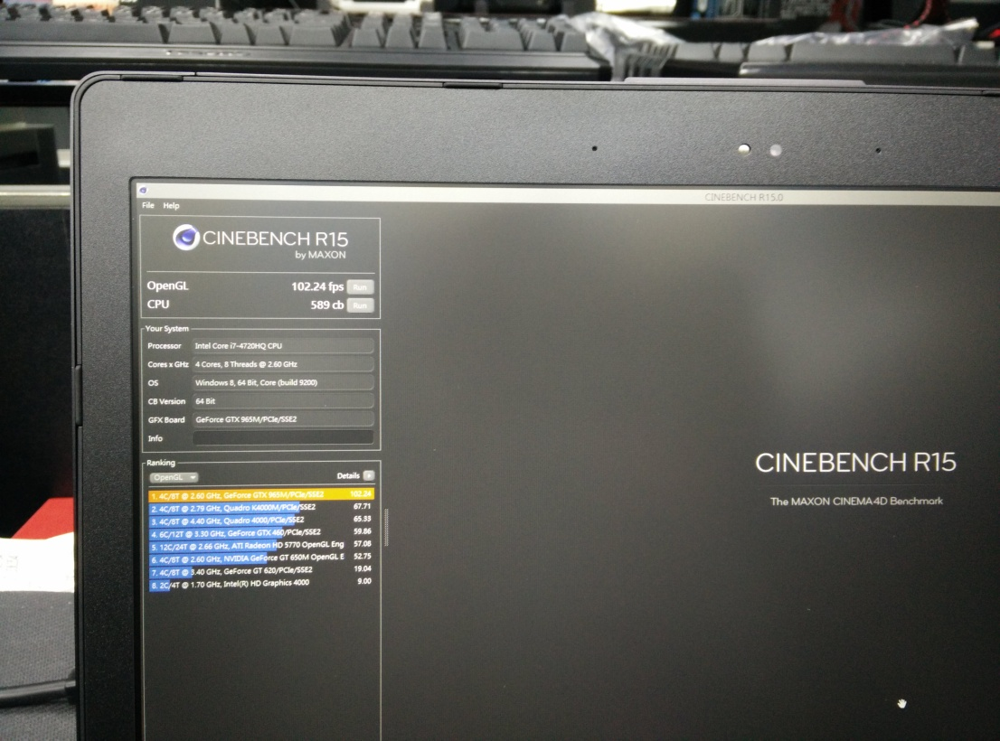 CINEBENCH R15.0
File Help
CINEBENCH R15
by MAXON
OpenGL 102.24 fps Run
CPU 589 cb Run
Your System
Processor Intel Core i7-4720HQ CPU
Cores x GHz 4 Cores, 8 Threads @ 2.60 GHz
OS Windows 8, 64 Bit, Core (build 9200)
CB Version 64 Bit
GFX Board GeForce GTX 965M/PCIe/SSE2
Info
Ranking
OpenGL Details
1. 4C/8T @ 2.60 GHz, GeForce GTX 965M/PCIe/SSE2 102.24
2. 4C/8T @ 2.79 GHz, Quadro K4000M/PCIe/SSE2 67.71
3. 4C/8T @ 4.40 GHz, Quadro 4000/PCIe/SSE2 65.33
4. 6C/12T @ 3.30 GHz, GeForce GTX 460/PCIe/SSE2 59.86
5. 12C/24T @ 2.66 GHz, ATI Radeon HD 5770 OpenGL Eng 57.08
6. 4C/8T @ 2.60 GHz, NVIDIA GeForce GT 650M OpenGL E 52.75
7. 4C/8T @ 3.40 GHz, GeForce GT 620/PCIe/SSE2 19.04
8. 2C/4T @ 1.70 GHz, Intel(R) HD Graphics 4000 9.00
CINEBENCH R15
The MAXON CINEMA 4D Benchmark